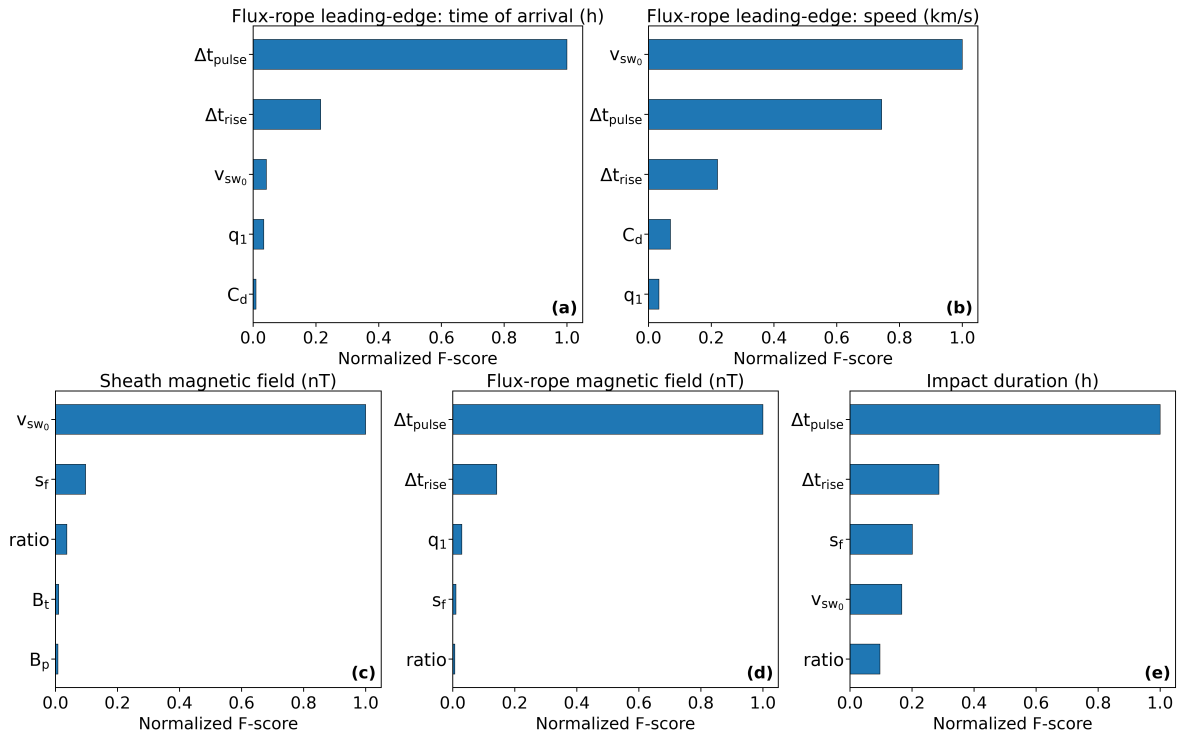 Flux-rope leading-edge: time of arrival (h)
Δt_pulse
Δt_rise
v_sw₀
q₁
C_d
(a)
0.0 0.2 0.4 0.6 0.8 1.0
Normalized F-score
Flux-rope leading-edge: speed (km/s)
v_sw₀
Δt_pulse
Δt_rise
C_d
q₁
(b)
0.0 0.2 0.4 0.6 0.8 1.0
Normalized F-score
Sheath magnetic field (nT)
v_sw₀
s_f
ratio
B_t
B_p
(c)
0.0 0.2 0.4 0.6 0.8 1.0
Normalized F-score
Flux-rope magnetic field (nT)
Δt_pulse
Δt_rise
q₁
s_f
ratio
(d)
0.0 0.2 0.4 0.6 0.8 1.0
Normalized F-score
Impact duration (h)
Δt_pulse
Δt_rise
s_f
v_sw₀
ratio
(e)
0.0 0.2 0.4 0.6 0.8 1.0
Normalized F-score